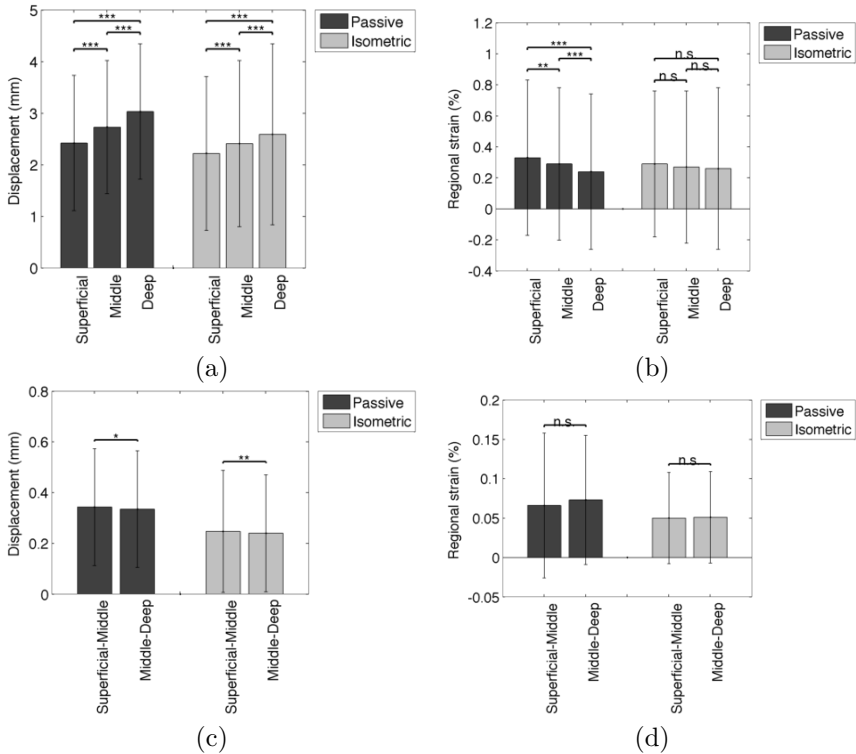 Passive
Isometric
Displacement (mm)
5
4
3
2
1
0
***
***
***
***
***
***
Superficial
Middle
Deep
Superficial
Middle
Deep
(a)
Passive
Isometric
Regional strain (%)
1.2
1
0.8
0.6
0.4
0.2
0
-0.2
-0.4
***
**
***
n.s.
n.s.
n.s.
Superficial
Middle
Deep
Superficial
Middle
Deep
(b)
Passive
Isometric
Displacement (mm)
0.8
0.6
0.4
0.2
0
*
**
Superficial-Middle
Middle-Deep
Superficial-Middle
Middle-Deep
(c)
Passive
Isometric
Regional strain (%)
0.2
0.15
0.1
0.05
0
-0.05
n.s.
n.s.
Superficial-Middle
Middle-Deep
Superficial-Middle
Middle-Deep
(d)